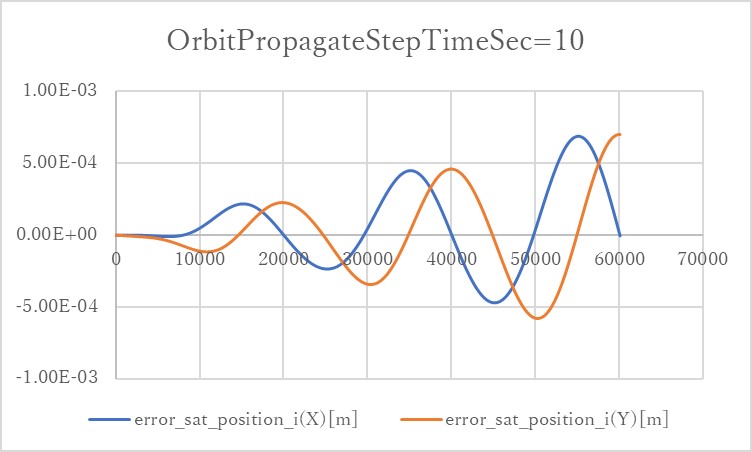 OrbitPropagateStepTimeSec=10
1.00E-03
5.00E-04
0.00E+00
0 10000 20000 30000 40000 50000 60000 70000
-5.00E-04
-1.00E-03
error_sat_position_i(X)[m] error_sat_position_i(Y)[m]